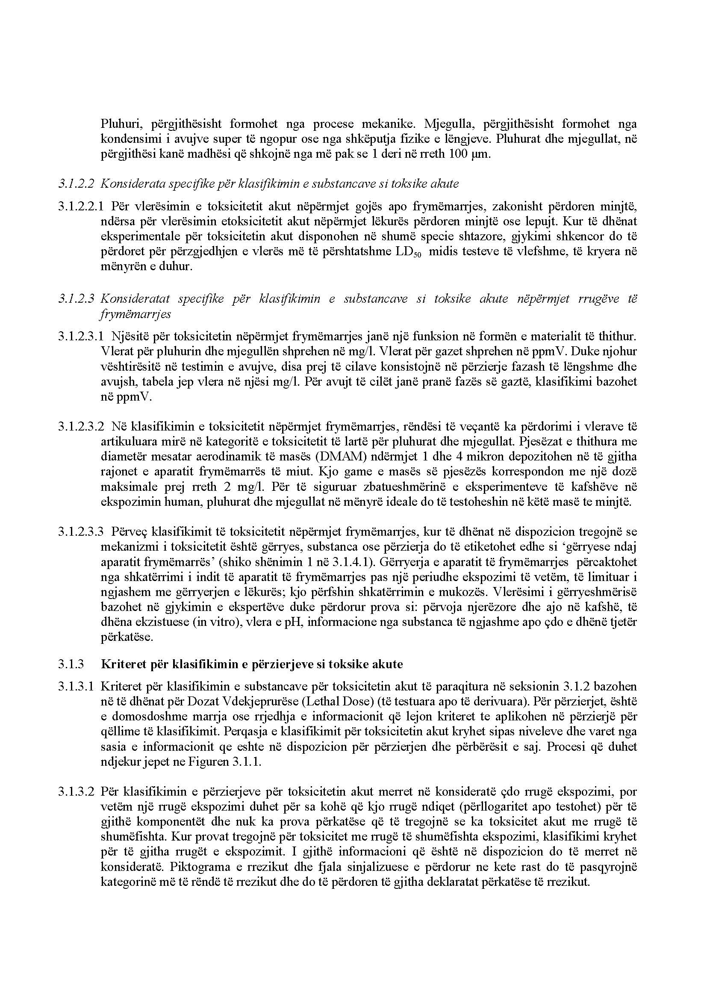 Pluhuri, përgjithësisht formohet nga procese mekanike. Mjegulla, përgjithësisht formohet nga
kondensimi i avujve super të ngopur ose nga shkëputja fizike e lëngjeve. Pluhurat dhe mjegullat, në
përgjithësi kanë madhësi që shkojnë nga më pak se 1 deri në rreth 100 µm.
3.1.2.2 Konsiderata specifike për klasifikimin e substancave si toksike akute
3.1.2.2.1 Për vlerësimin e toksicitetit akut nëpërmjet gojës apo frymëmarrjes, zakonisht përdoren minjtë,
ndërsa për vlerësimin etoksicitetit akut nëpërmjet lëkurës përdoren minjtë ose lepujt. Kur të dhënat
eksperimentale për toksicitetin akut disponohen në shumë specie shtazore, gjykimi shkencor do të
përdoret për përzgjedhjen e vlerës më të përshtatshme LD₅₀ midis testeve të vlefshme, të kryera në
mënyrën e duhur.
3.1.2.3 Konsideratat specifike për klasifikimin e substancave si toksike akute nëpërmjet rrugëve të
frymëmarrjes
3.1.2.3.1 Njësitë për toksicitetin nëpërmjet frymëmarrjes janë një funksion në formën e materialit të thithur.
Vlerat për pluhurin dhe mjegullën shprehen në mg/l. Vlerat për gazet shprehen në ppmV. Duke njohur
vështirësitë në testimin e avujve, disa prej të cilave konsistojnë në përzierje fazash të lëngshme dhe
avujsh, tabela jep vlera në njësi mg/l. Për avujt të cilët janë pranë fazës së gaztë, klasifikimi bazohet
në ppmV.
3.1.2.3.2 Në klasifikimin e toksicitetit nëpërmjet frymëmarrjes, rëndësi të veçantë ka përdorimi i vlerave të
artikuluara mirë në kategoritë e toksicitetit të lartë për pluhurat dhe mjegullat. Pjesëzat e thithura me
diametër mesatar aerodinamik të masës (DMAM) ndërmjet 1 dhe 4 mikron depozitohen në të gjitha
rajonet e aparatit frymëmarrës të miut. Kjo game e masës së pjesëzës korrespondon me një dozë
maksimale prej rreth 2 mg/l. Për të siguruar zbatueshmërinë e eksperimenteve të kafshëve në
ekspozimin human, pluhurat dhe mjegullat në mënyrë ideale do të testoheshin në këtë masë te minjtë.
3.1.2.3.3 Përveç klasifikimit të toksicitetit nëpërmjet frymëmarrjes, kur të dhënat në dispozicion tregojnë se
mekanizmi i toksicitetit është gërryes, substanca ose përzierja do të etiketohet edhe si ‘gërryese ndaj
aparatit frymëmarrës’ (shiko shënimin 1 në 3.1.4.1). Gërryerja e aparatit të frymëmarrjes përcaktohet
nga shkatërrimi i indit të aparatit të frymëmarrjes pas një periudhe ekspozimi të vetëm, të limituar i
ngjashem me gërryerjen e lëkurës; kjo përfshin shkatërrimin e mukozës. Vlerësimi i gërryeshmërisë
bazohet në gjykimin e ekspertëve duke përdorur prova si: përvoja njerëzore dhe ajo në kafshë, të
dhëna ekzistuese (in vitro), vlera e pH, informacione nga substanca të ngjashme apo çdo e dhënë tjetër
përkatëse.
3.1.3 Kriteret për klasifikimin e përzierjeve si toksike akute
3.1.3.1 Kriteret për klasifikimin e substancave për toksicitetin akut të paraqitura në seksionin 3.1.2 bazohen
në të dhënat për Dozat Vdekjeprurëse (Lethal Dose) (të testuara apo të derivuara). Për përzierjet, është
e domosdoshme marrja ose rrjedhja e informacionit që lejon kriteret te aplikohen në përzierjë për
qëllime të klasifikimit. Perqasja e klasifikimit për toksicitetin akut kryhet sipas niveleve dhe varet nga
sasia e informacionit qe eshte në dispozicion për përzierjen dhe përbërësit e saj. Procesi që duhet
ndjekur jepet ne Figuren 3.1.1.
3.1.3.2 Për klasifikimin e përzierjeve për toksicitetin akut merret në konsideratë çdo rrugë ekspozimi, por
vetëm një rrugë ekspozimi duhet për sa kohë që kjo rrugë ndiqet (përllogaritet apo testohet) për të
gjithë komponentët dhe nuk ka prova përkatëse që të tregojnë se ka toksicitet akut me rrugë të
shumëfishta. Kur provat tregojnë për toksicitet me rrugë të shumëfishta ekspozimi, klasifikimi kryhet
për të gjitha rrugët e ekspozimit. I gjithë informacioni që është në dispozicion do të merret në
konsideratë. Piktograma e rrezikut dhe fjala sinjalizuese e përdorur ne kete rast do të pasqyrojnë
kategorinë më të rëndë të rrezikut dhe do të përdoren të gjitha deklaratat përkatëse të rrezikut.